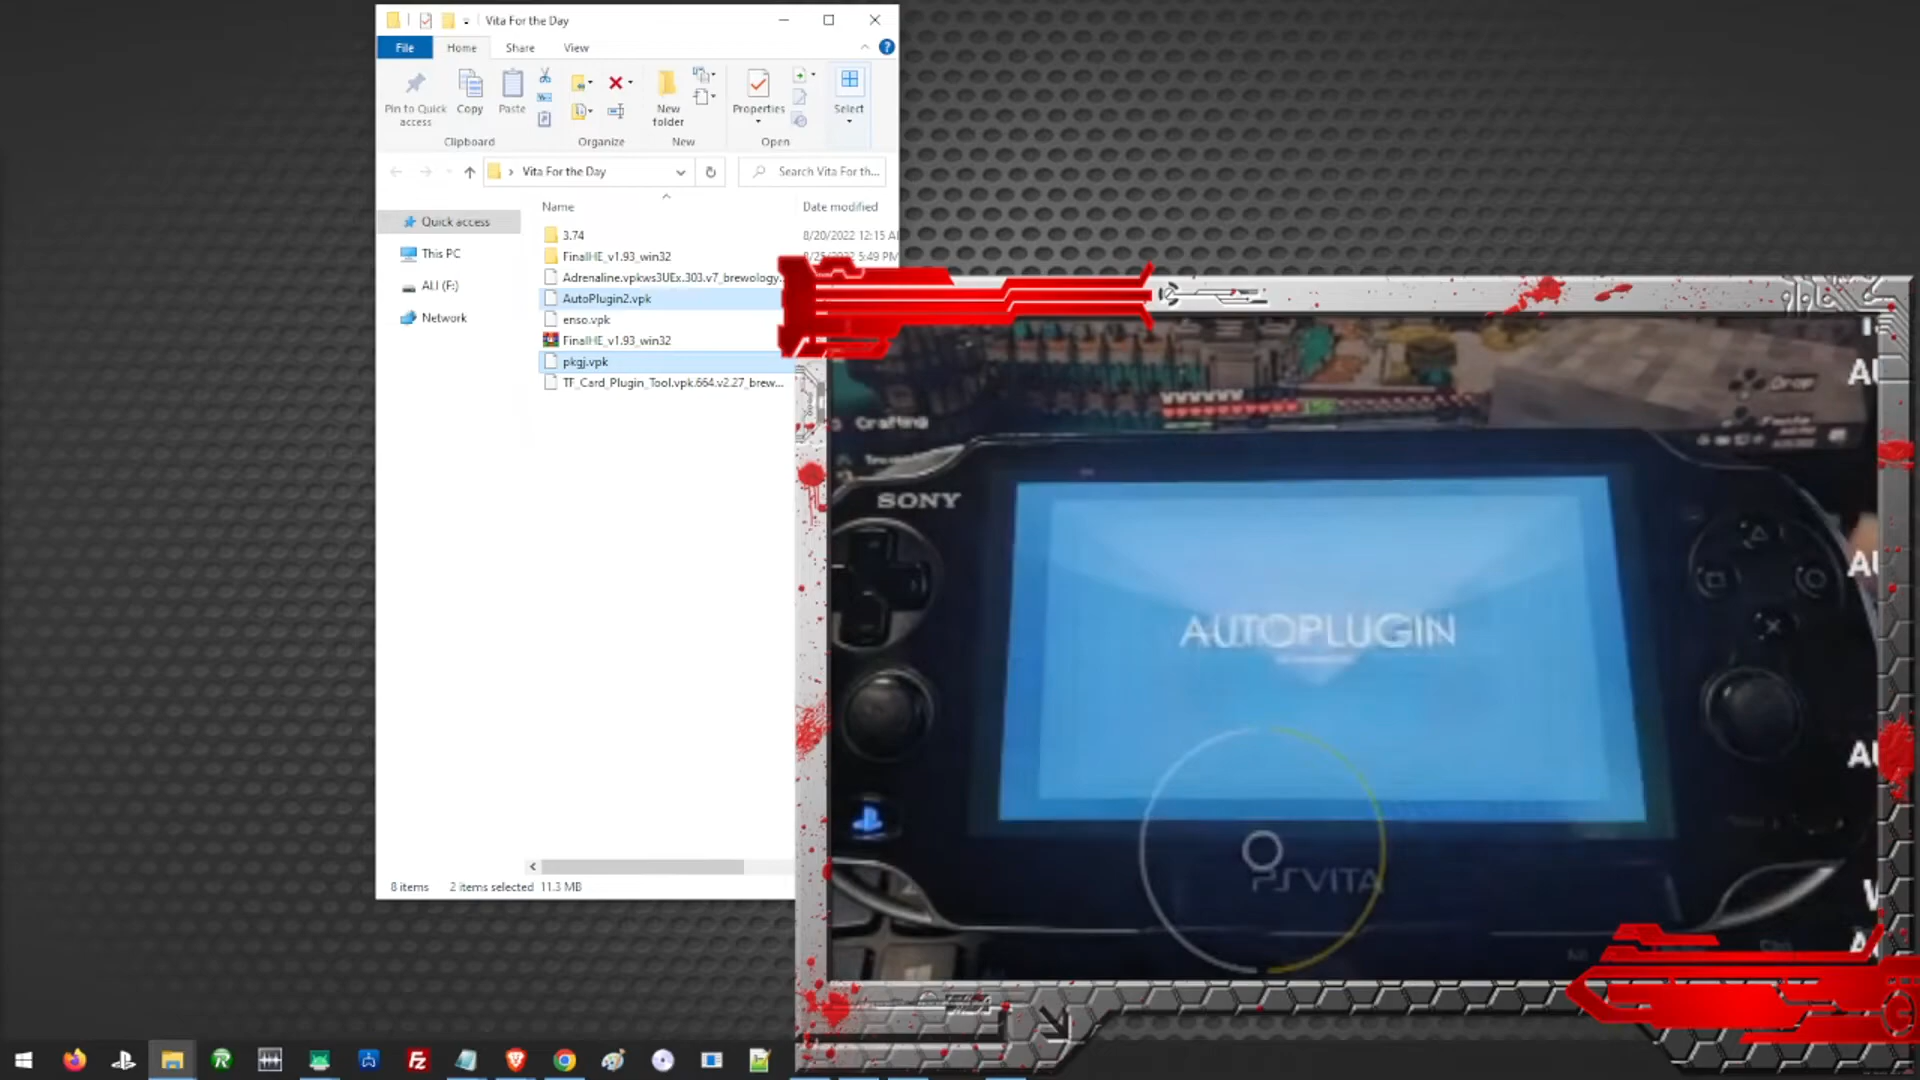 Vita For the Day
File
Home
Share
View
Pin to Quick access
Copy
Paste
New folder
Properties
Select
Clipboard
Organize
New
Open
Vita For the Day
Search Vita For th...
Name
Date modified
Quick access
This PC
ALI (F:)
Network
3.74
8/20/2022 12:15 A
FinalHE_v1.93_win32
5:49 PM
Adrenaline.vpkws3UEx.303.v7_brewology.
AutoPlugin2.vpk
enso.vpk
FinalHE_v1.93_win32
pkgj.vpk
TF_Card_Plugin_Tool.vpk.664.v2.27_brew...
8 items
2 items selected
11.3 MB
Drop
Crafting
SONY
AUTOPLUGIN
PSVITA